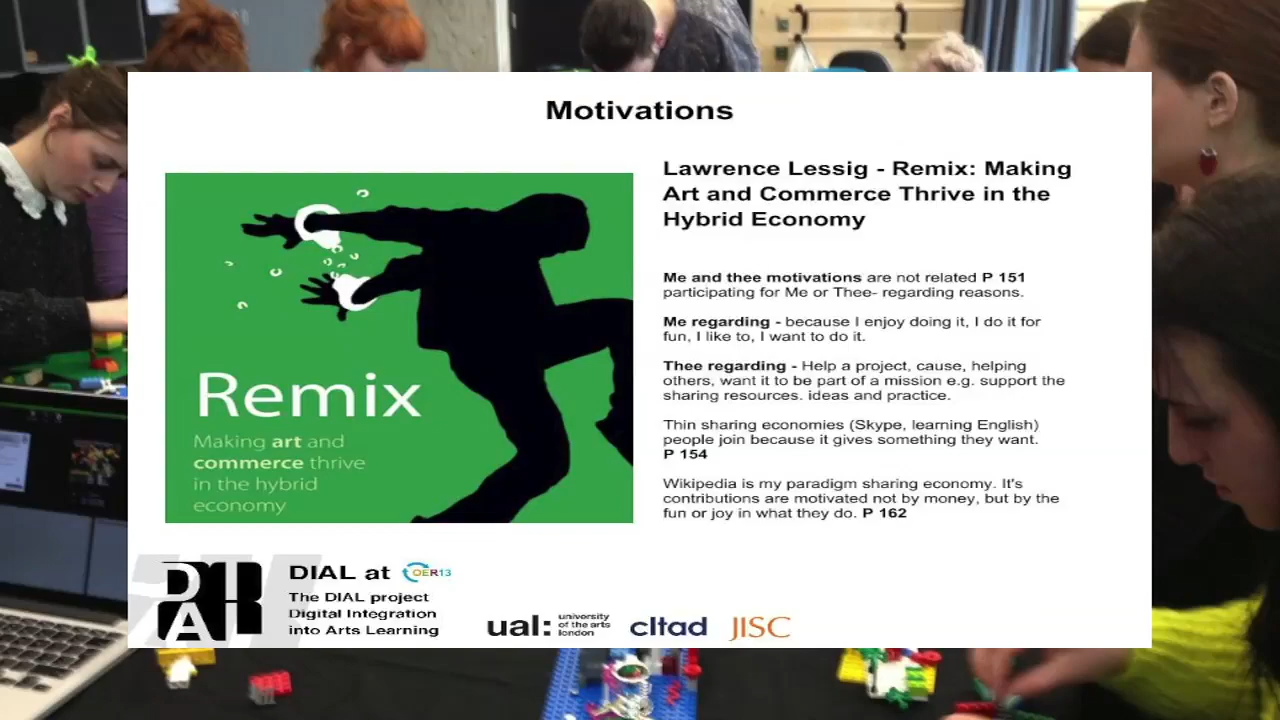 Motivations
Lawrence Lessig - Remix: Making
Art and Commerce Thrive in the
Hybrid Economy
Me and thee motivations are not related P 151
participating for Me or Thee- regarding reasons.
Me regarding - because I enjoy doing it, I do it for
fun, I like to, I want to do it.
Thee regarding - Help a project, cause, helping
others, want it to be part of a mission e.g. support the
sharing resources. ideas and practice.
Thin sharing economies (Skype, learning English)
people join because it gives something they want.
P 154
Wikipedia is my paradigm sharing economy. It's
contributions are motivated not by money, but by the
fun or joy in what they do. P 162
Remix
Making art and
commerce thrive
in the hybrid
economy
DIAL
DIAL at OER13
The DIAL project
Digital Integration
into Arts Learning
ual: university
of the arts
london
cltad
JISC